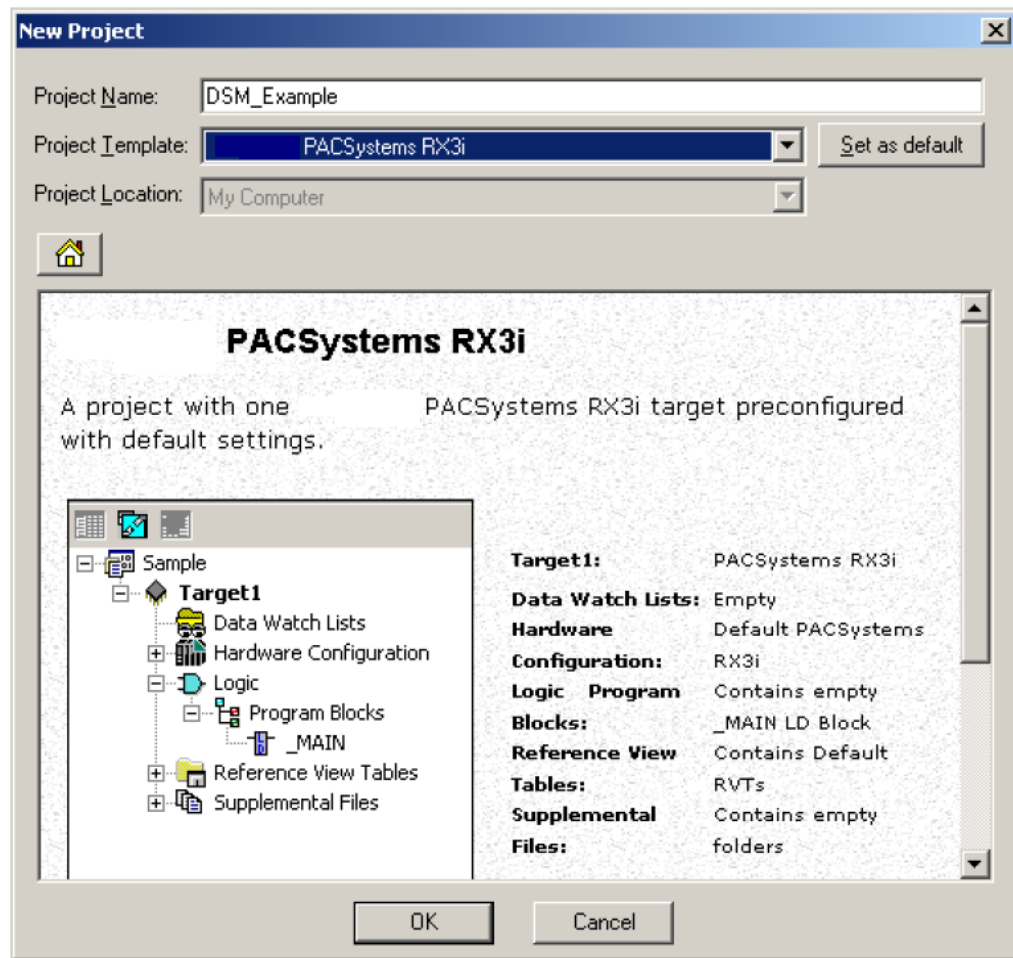 New Project
Project Name: DSM_Example
Project Template: PACSystems RX3i Set as default
Project Location: My Computer
PACSystems RX3i
A project with one PACSystems RX3i target preconfigured
with default settings.
Sample
Target1
Data Watch Lists
Hardware Configuration
Logic
Program Blocks
_MAIN
Reference View Tables
Supplemental Files
Target1: PACSystems RX3i
Data Watch Lists: Empty
Hardware Default PACSystems
Configuration: RX3i
Logic Program Contains empty
Blocks: _MAIN LD Block
Reference View Contains Default
Tables: RVTs
Supplemental Contains empty
Files: folders
OK Cancel